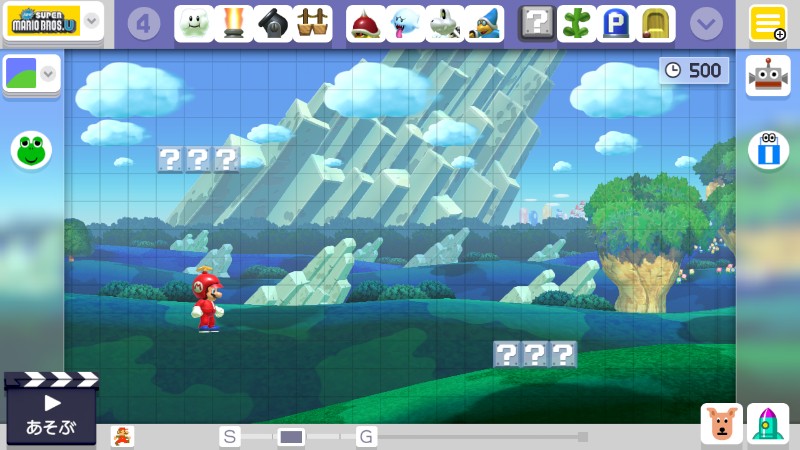 NEW SUPER
MARIO BROS. U
4
?
P
500
? ? ?
M
? ? ?
あそぶ
S
G